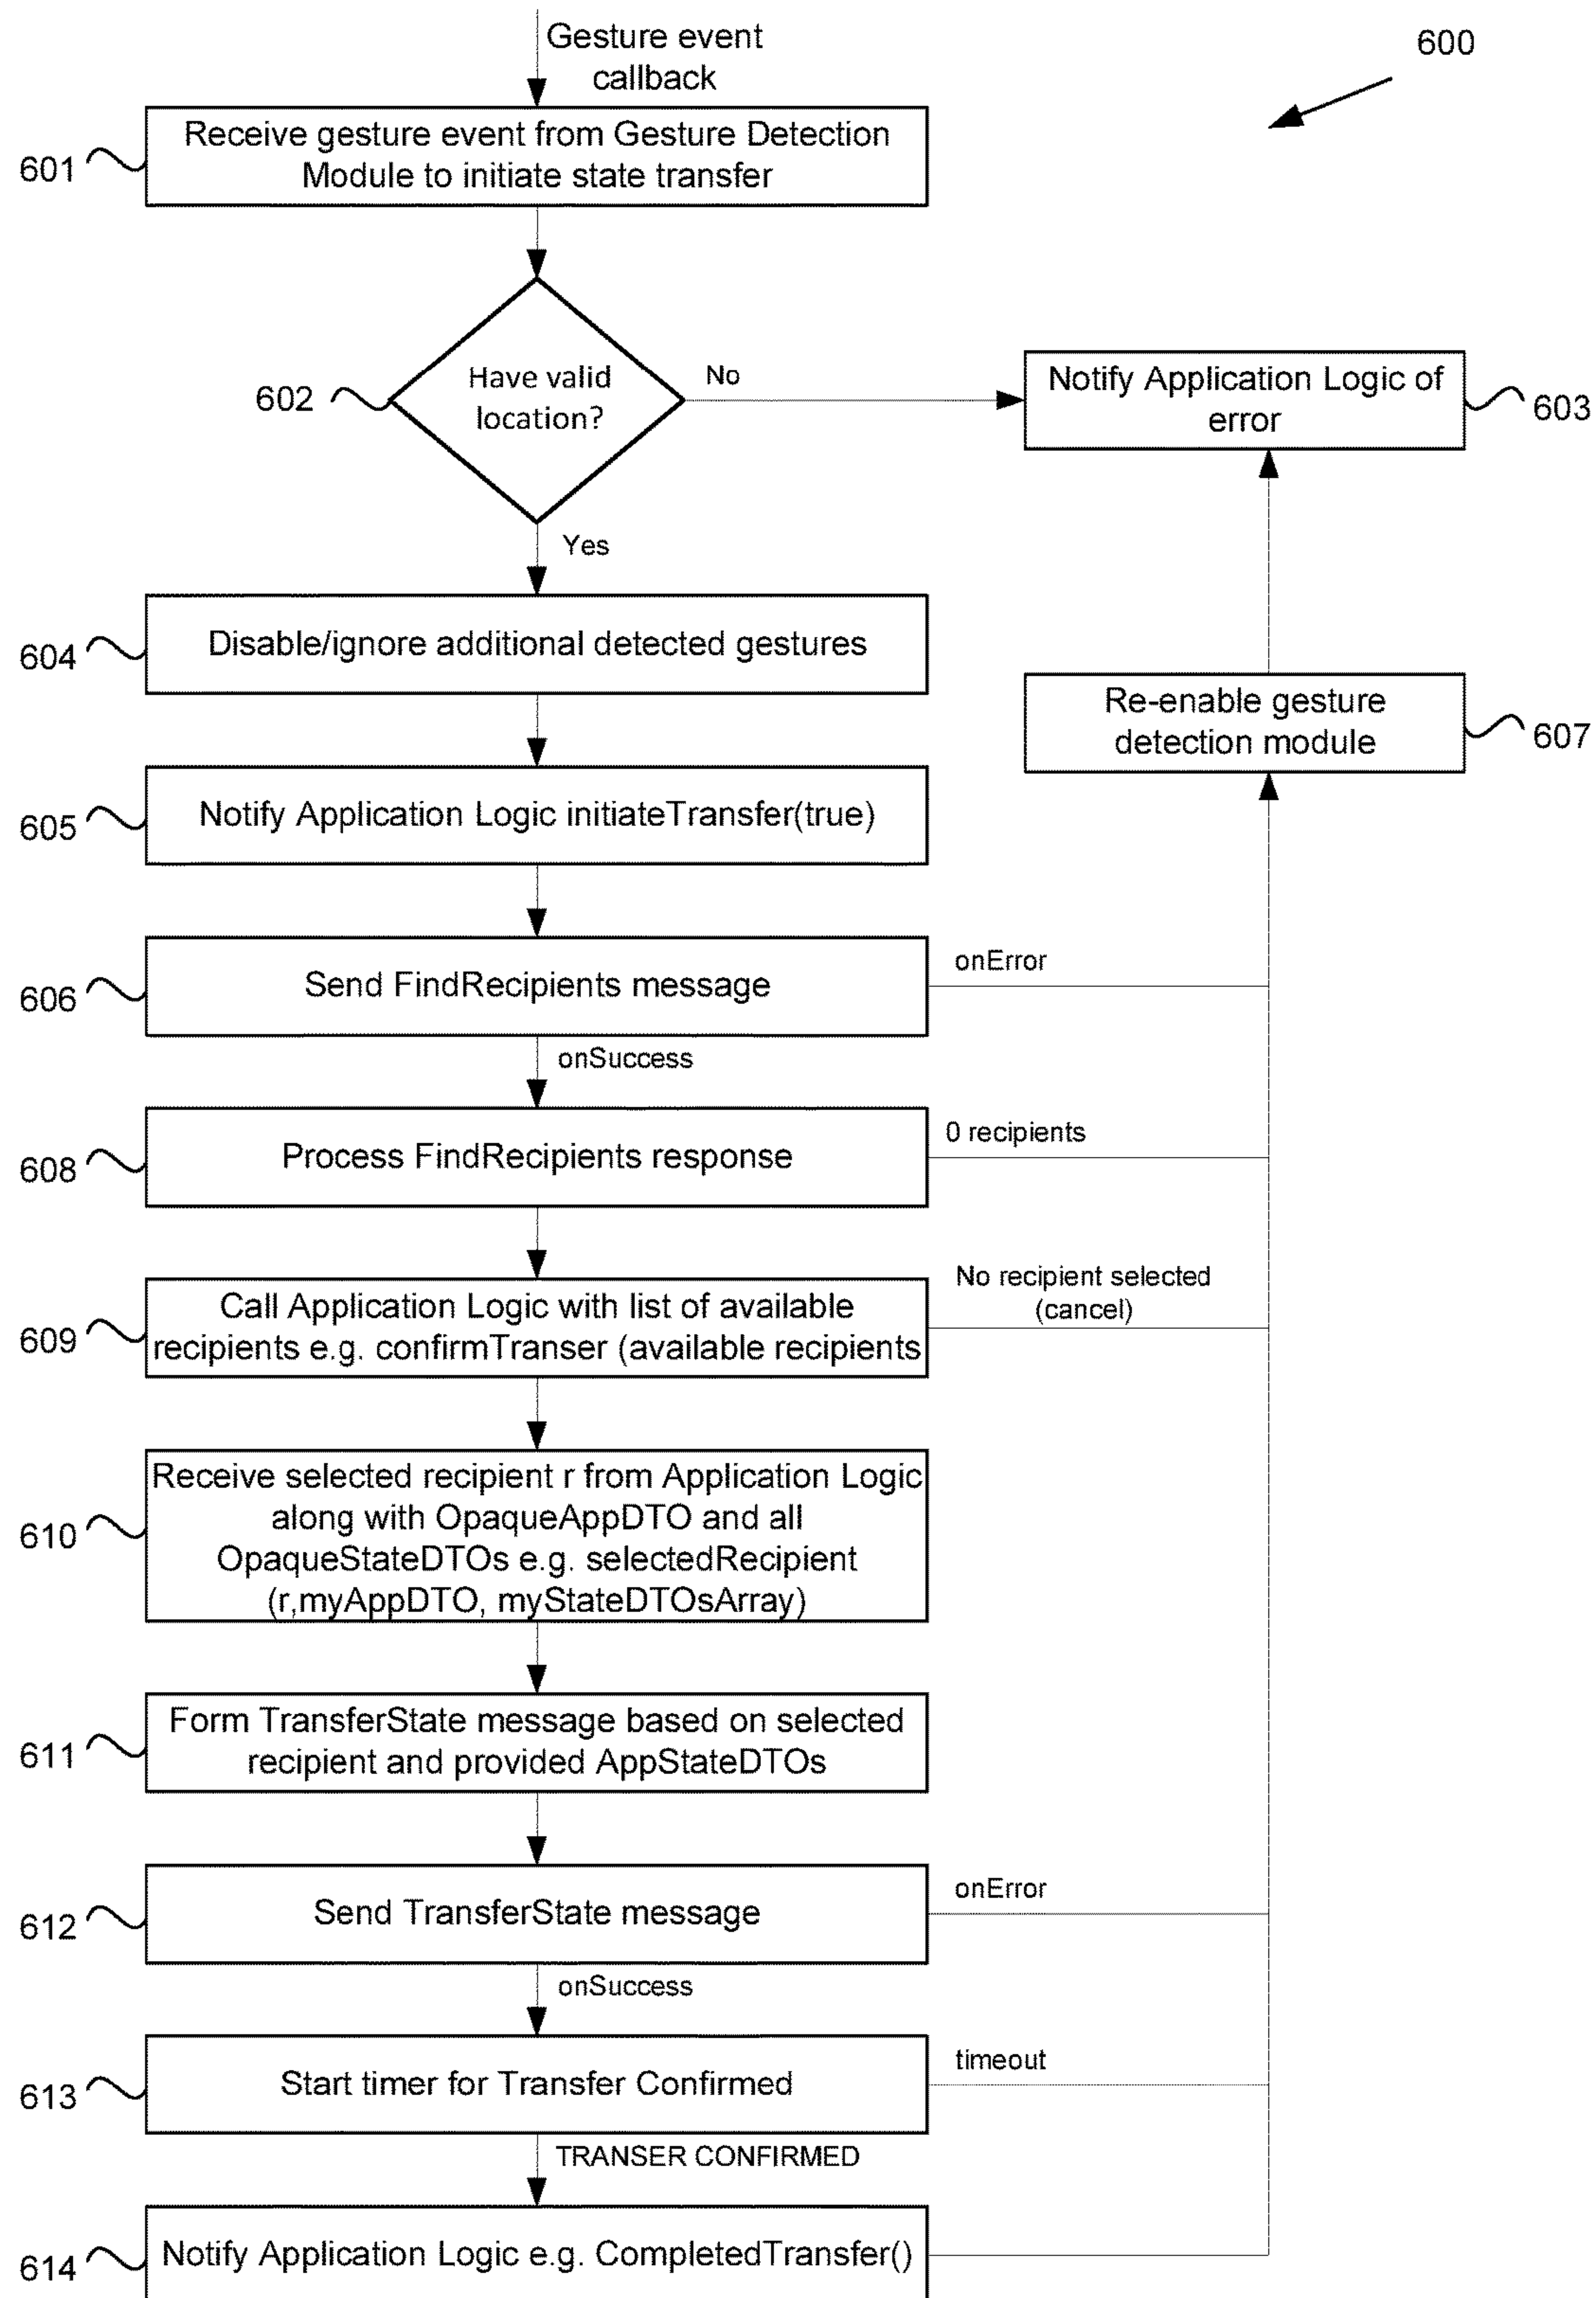 Gesture event
callback
600
601
Receive gesture event from Gesture Detection
Module to initiate state transfer
602
Have valid
location?
No
Notify Application Logic of
error
603
Yes
604
Disable/ignore additional detected gestures
Re-enable gesture
detection module
607
605
Notify Application Logic initiateTransfer(true)
606
Send FindRecipients message
onError
onSuccess
608
Process FindRecipients response
0 recipients
609
Call Application Logic with list of available
recipients e.g. confirmTranser (available recipients
No recipient selected
(cancel)
610
Receive selected recipient r from Application Logic
along with OpaqueAppDTO and all
OpaqueStateDTOs e.g. selectedRecipient
(r,myAppDTO, myStateDTOsArray)
611
Form TransferState message based on selected
recipient and provided AppStateDTOs
612
Send TransferState message
onError
onSuccess
613
Start timer for Transfer Confirmed
timeout
TRANSER CONFIRMED
614
Notify Application Logic e.g. CompletedTransfer()